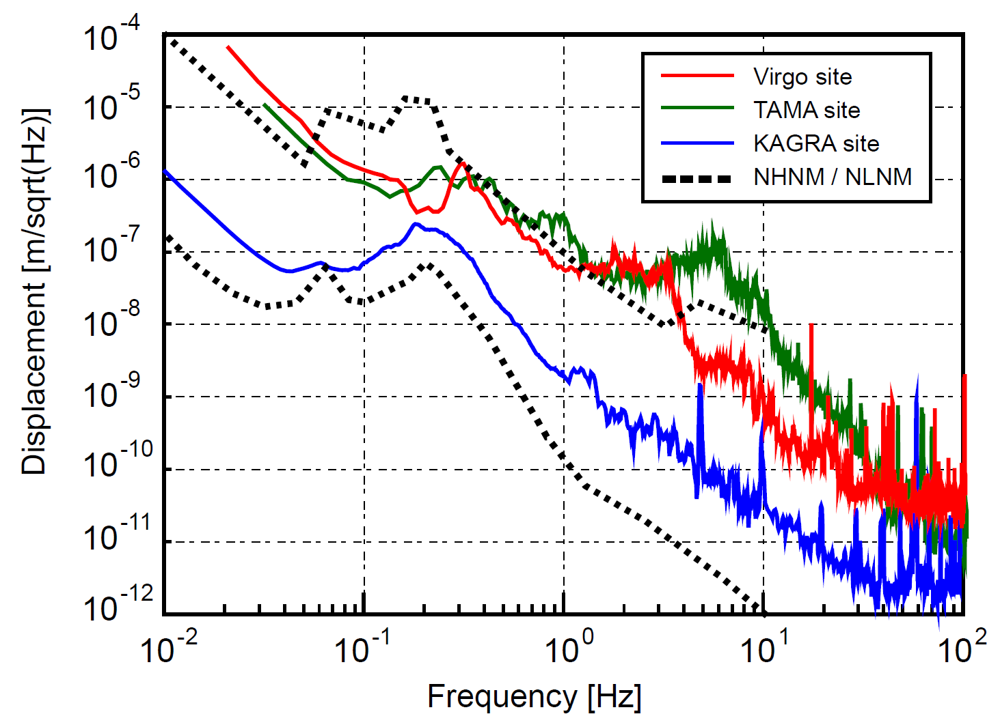 10-4
10-5
10-6
10-7
10-8
10-9
10-10
10-11
10-12
Displacement [m/sqrt(Hz)]
Virgo site
TAMA site
KAGRA site
NHNM / NLNM
10-2 10-1 100 101 102
Frequency [Hz]